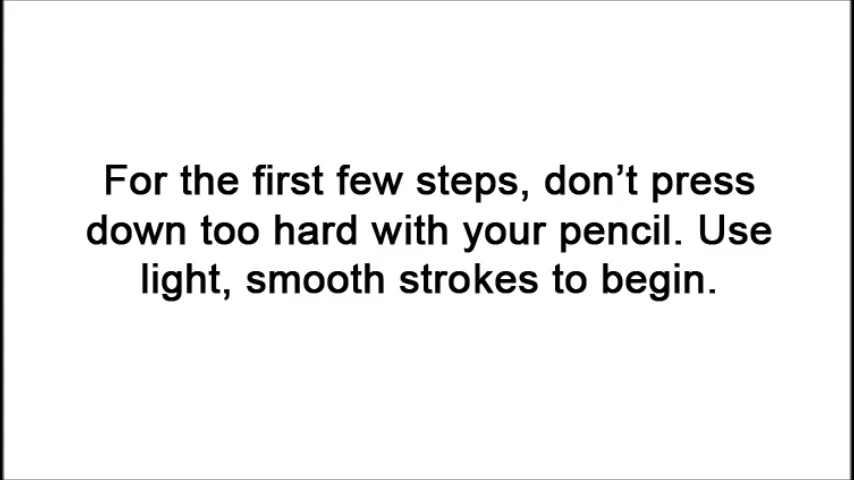 For the first few steps, don’t press
down too hard with your pencil. Use
light, smooth strokes to begin.